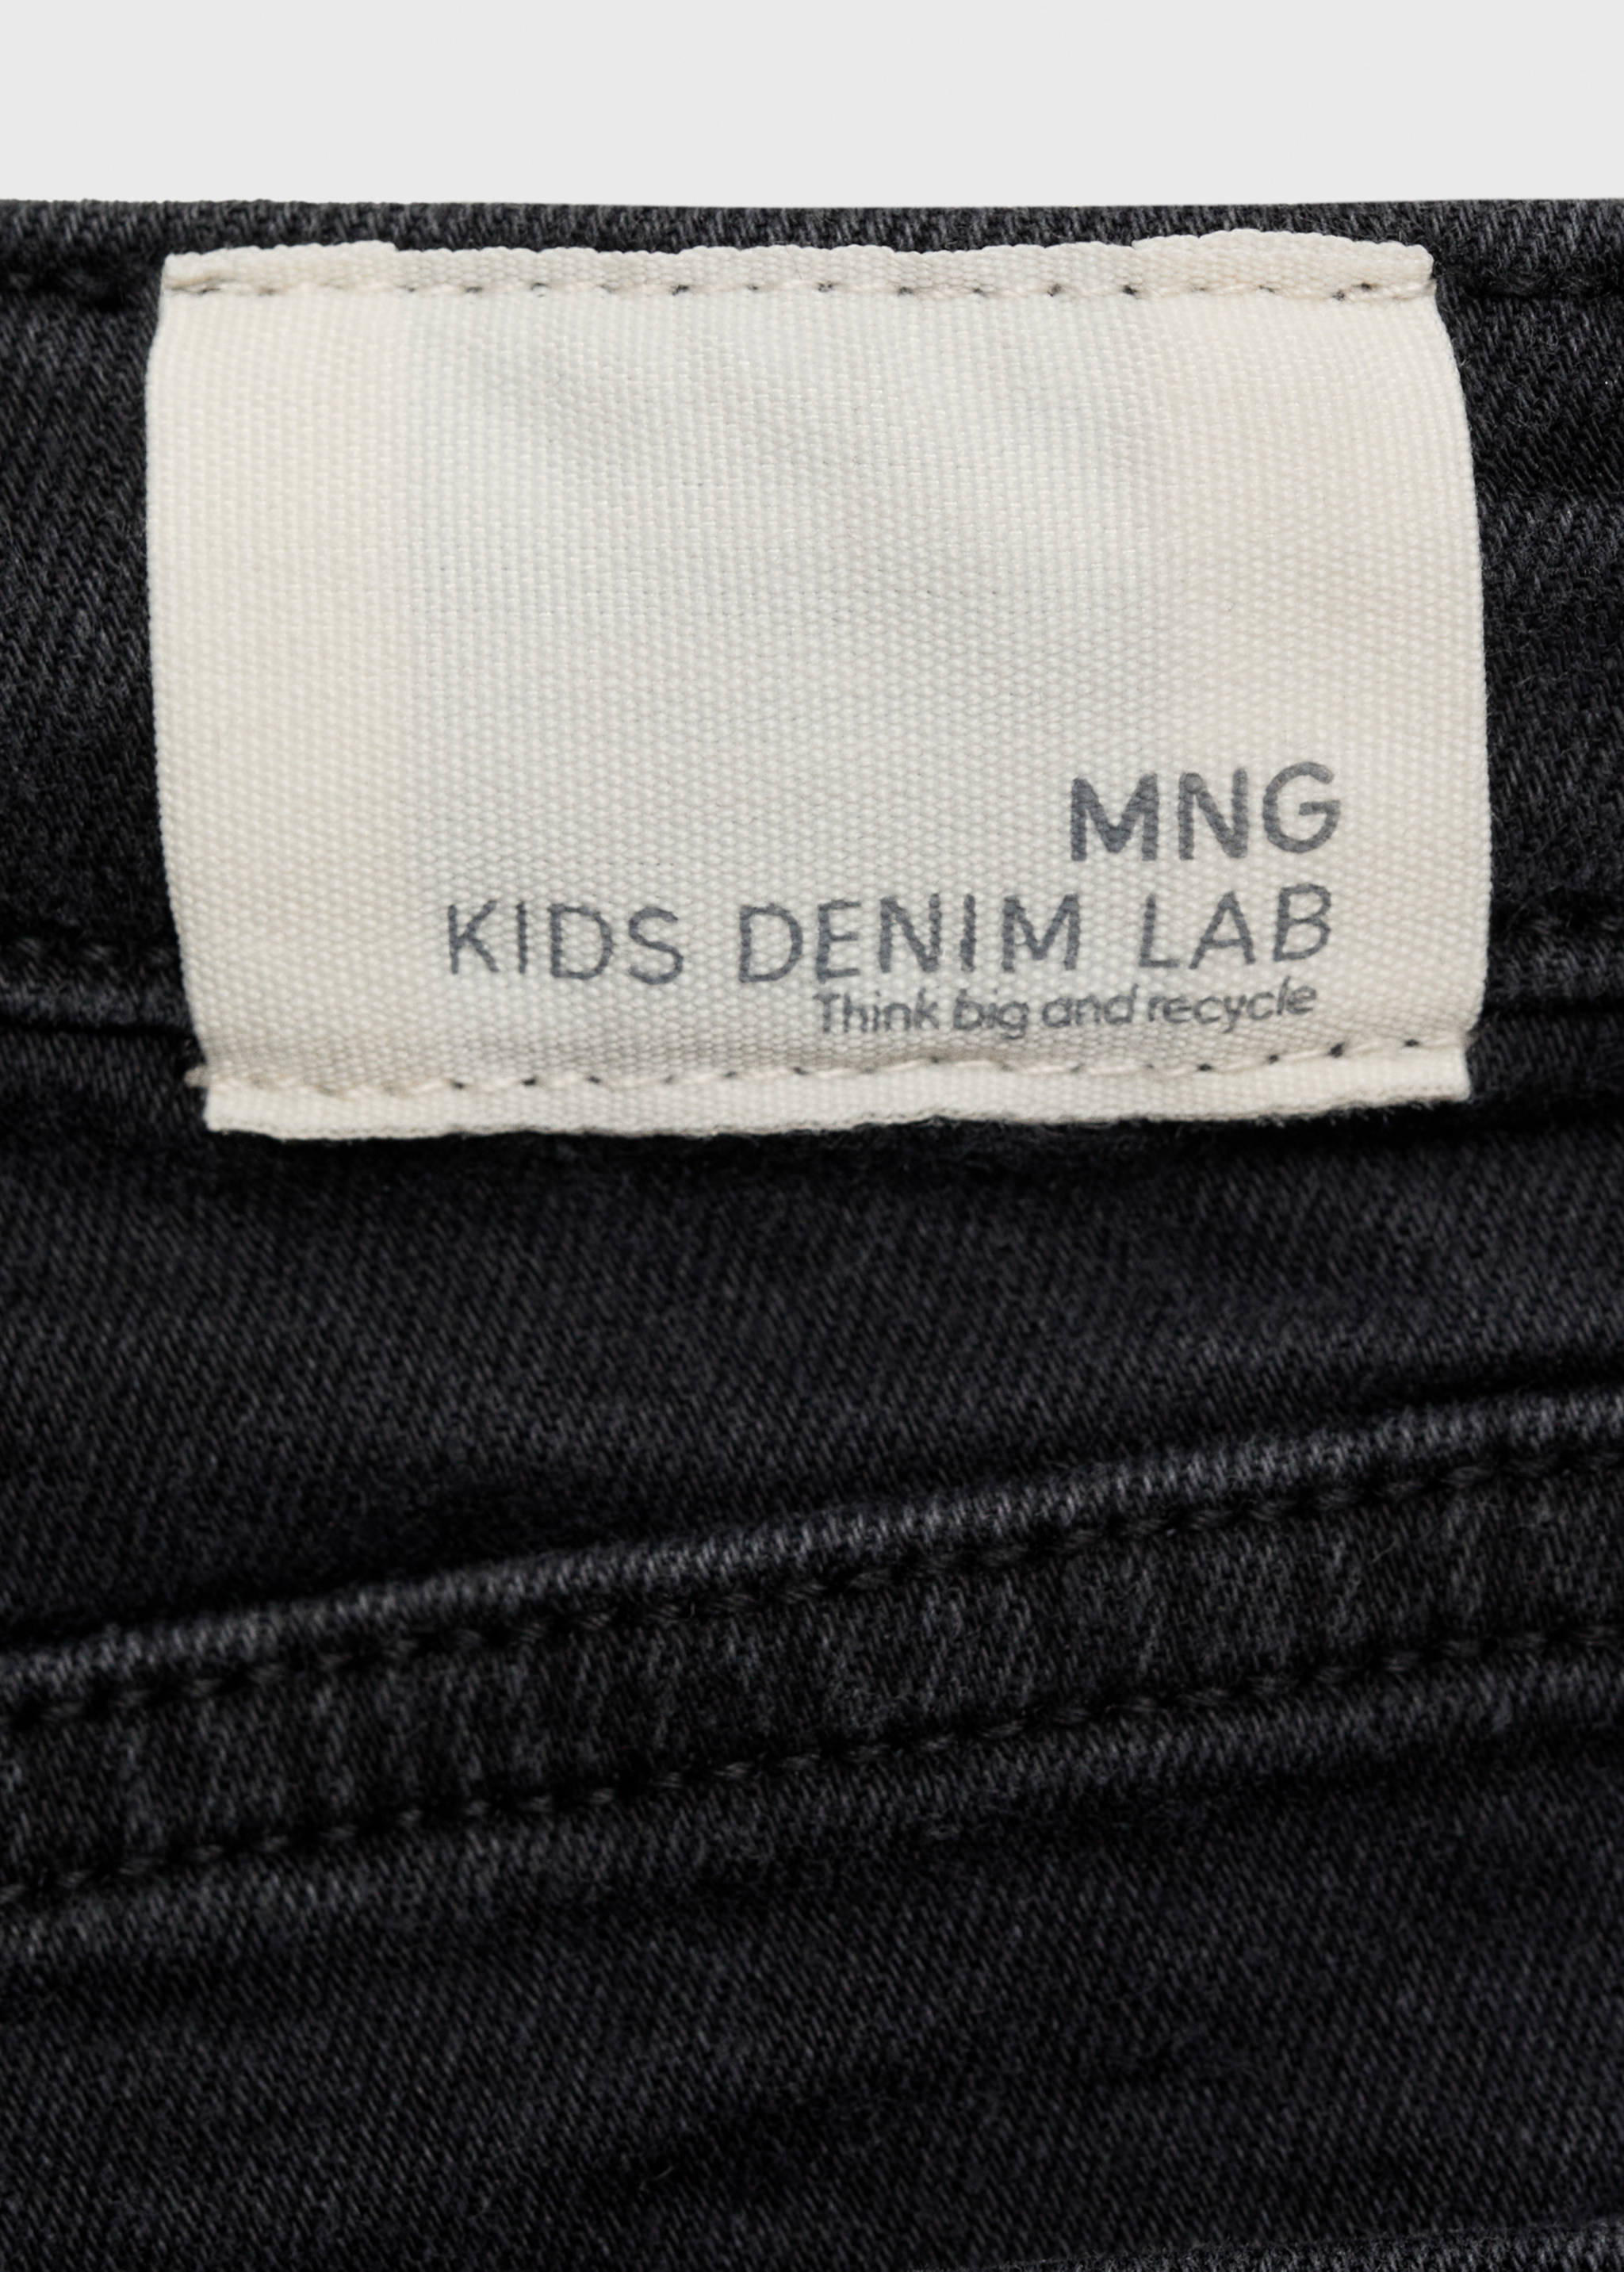 MNG
KIDS DENIM LAB
Think big and recycle